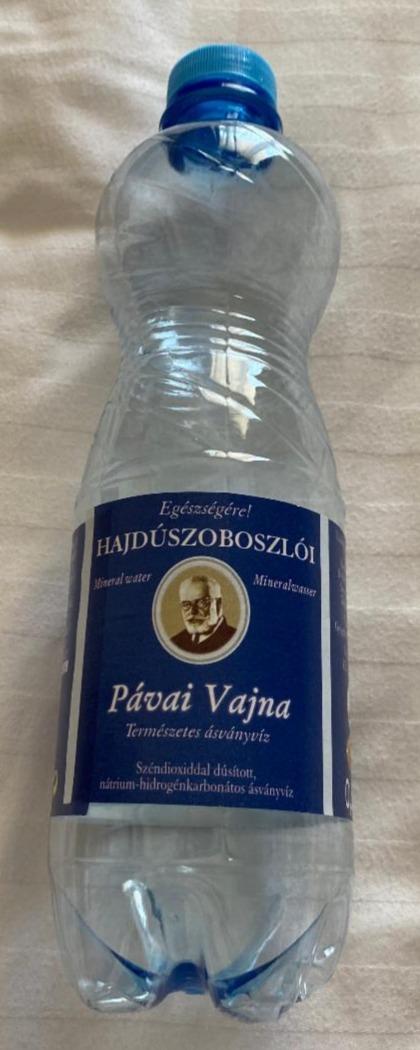 Egészségére!
HAJDÚSZOBOSZLÓI
Mineral water
Mineralwasser
Pávai Vajna
Természetes ásványvíz
Széndioxiddal dúsított,
nátrium-hidrogénkarbonátos ásványvíz